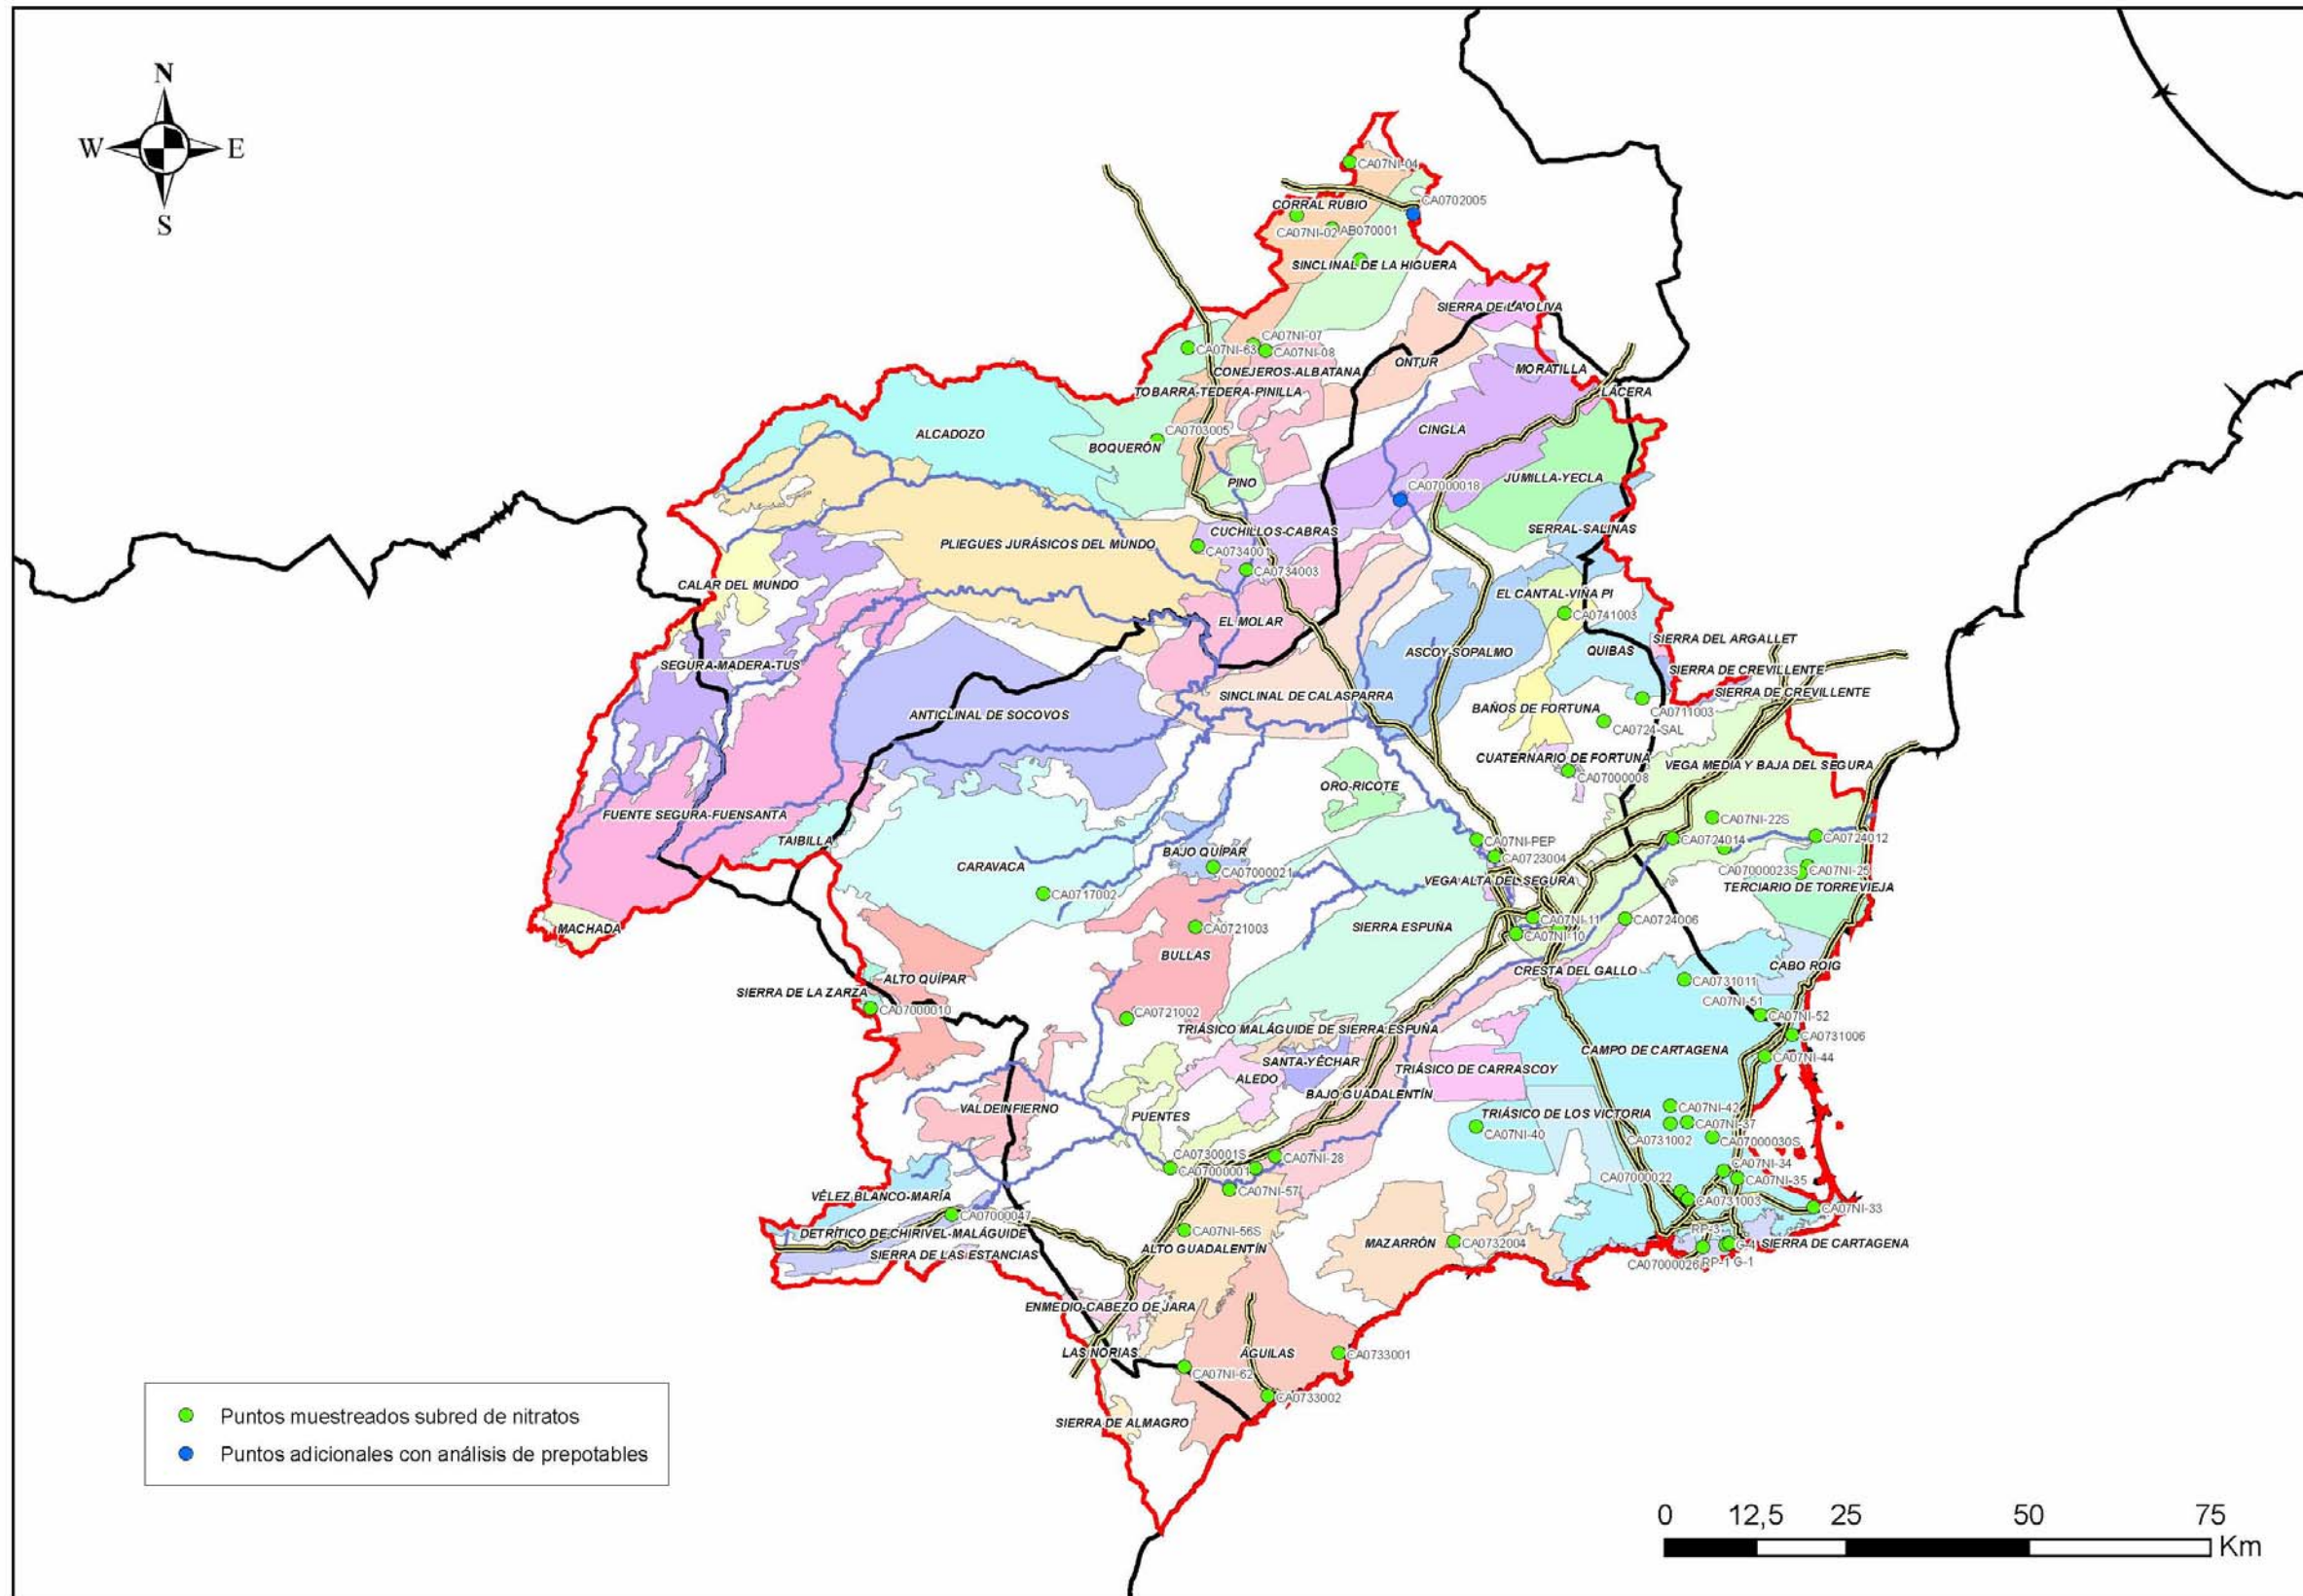 N
W
E
S
CA07NI-04
CA0702005
CORRAL RUBIO
CA07NI-02
AB070001
SINCLINAL DE LA HIGUERA
SIERRA DE LA OLIVA
CA07NI-07
CA07NI-63
CA07NI-08
ONTUR
CONEJEROS-ALBATANA
MORATILLA
TOBARRA-TEDERA-PINILLA
LACERA
CINGLA
CA0703005
ALCADOZO
BOQUERÓN
PINO
CA07000018
JUMILLA-YECLA
CUCHILLOS-CABRAS
SERRAL-SALINAS
PLIEGUES JURÁSICOS DEL MUNDO
CA0734001
CA0734003
CALAR DEL MUNDO
EL CANTAL-VIÑA PI
CA0741003
EL MOLAR
SIERRA DEL ARGALLET
ASCOY-SOPALMO
QUIBAS
SEGURA-MADERA-TUS
SIERRA DE CREVILLENTE
SIERRA DE CREVILLENTE
SINCLINAL DE CALASPARRA
ANTICLINAL DE SOCOVOS
BAÑOS DE FORTUNA
CA0711003
CA0724-SAL
CUATERNARIO DE FORTUNA
VEGA MEDIA Y BAJA DEL SEGURA
CA07000008
ORO-RICOTE
FUENTE SEGURA-FUENSANTA
CA07NI-22S
TAIBILLA
CA07NI-PEP
CA0724014
CA0724012
BAJO QUÍPAR
CA0723004
CARAVACA
CA07000021
CA07000023S
CA07NI-25
VEGA ALTA DEL SEGURA
TERCIARIO DE TORREVIEJA
CA0717002
MACHADA
CA0721003
SIERRA ESPUÑA
CA07NI-11
CA0724006
CA07NI-10
BULLAS
CRESTA DEL GALLO
CABO ROIG
ALTO QUÍPAR
CA0731011
SIERRA DE LA ZARZA
CA07000010
CA07NI-51
CA0721002
CA07NI-52
TRIÁSICO MALÁGUIDE DE SIERRA ESPUÑA
CA0731006
CAMPO DE CARTAGENA
CA07NI-44
SANTA-YÉCHAR
TRIÁSICO DE CARRASCOY
ALEDO
BAJO GUADALENTÍN
VALDEINFIERNO
PUENTES
TRIÁSICO DE LOS VICTORIA
CA07NI-42
CA07NI-37
CA07NI-40
CA0731002
CA07000030S
CA0730001S
CA07NI-28
CA07000001
CA07NI-34
CA07000022
CA07NI-35
CA07NI-57
VÉLEZ BLANCO-MARÍA
CA0731003
CA07NI-33
CA07000047
CA07NI-56S
RP-3
DETRÍTICO DE CHIRIVEL-MALÁGUIDE
ALTO GUADALENTÍN
MAZARRÓN
CA0732004
G-4
SIERRA DE CARTAGENA
SIERRA DE LAS ESTANCIAS
CA07000026
RP-1
G-1
ENMEDIO-CABEZO DE JARA
LAS NORIAS
ÁGUILAS
CA0733001
CA07NI-62
CA0733002
SIERRA DE ALMAGRO
Puntos muestreados subred de nitratos
Puntos adicionales con análisis de prepotables
0 12,5 25 50 75
Km